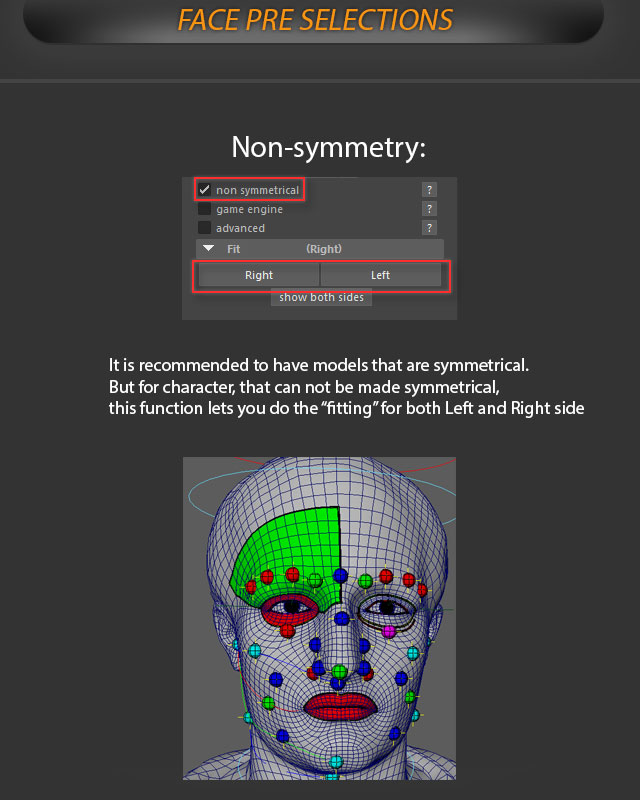 FACE PRE SELECTIONS
Non-symmetry:
non symmetrical ?
game engine ?
advanced ?
Fit (Right)
Right Left
show both sides
It is recommended to have models that are symmetrical.
But for character, that can not be made symmetrical,
this function lets you do the “fitting” for both Left and Right side